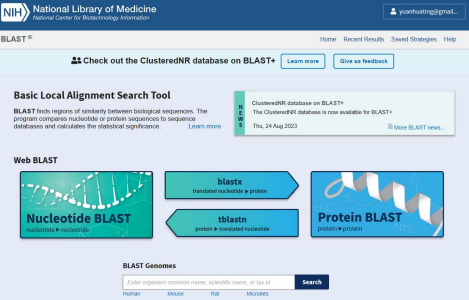 NIH National Library of Medicine
National Center for Biotechnology Information
yuanhuating@gmail...
BLAST ®
Home Recent Results Saved Strategies Help
Check out the ClusteredNR database on BLAST+ Learn more Give us feedback
Basic Local Alignment Search Tool
BLAST finds regions of similarity between biological sequences. The
program compares nucleotide or protein sequences to sequence
databases and calculates the statistical significance. Learn more
NEWS
ClusteredNR database on BLAST+
The ClusteredNR database is now available for BLAST+
Thu, 24 Aug 2023
More BLAST news...
Web BLAST
Nucleotide BLAST
nucleotide ▸ nucleotide
blastx
translated nucleotide ▸ protein
tblastn
protein ▸ translated nucleotide
Protein BLAST
protein ▸ protein
BLAST Genomes
Enter organism common name, scientific name, or tax id Search
Human Mouse Rat Microbes